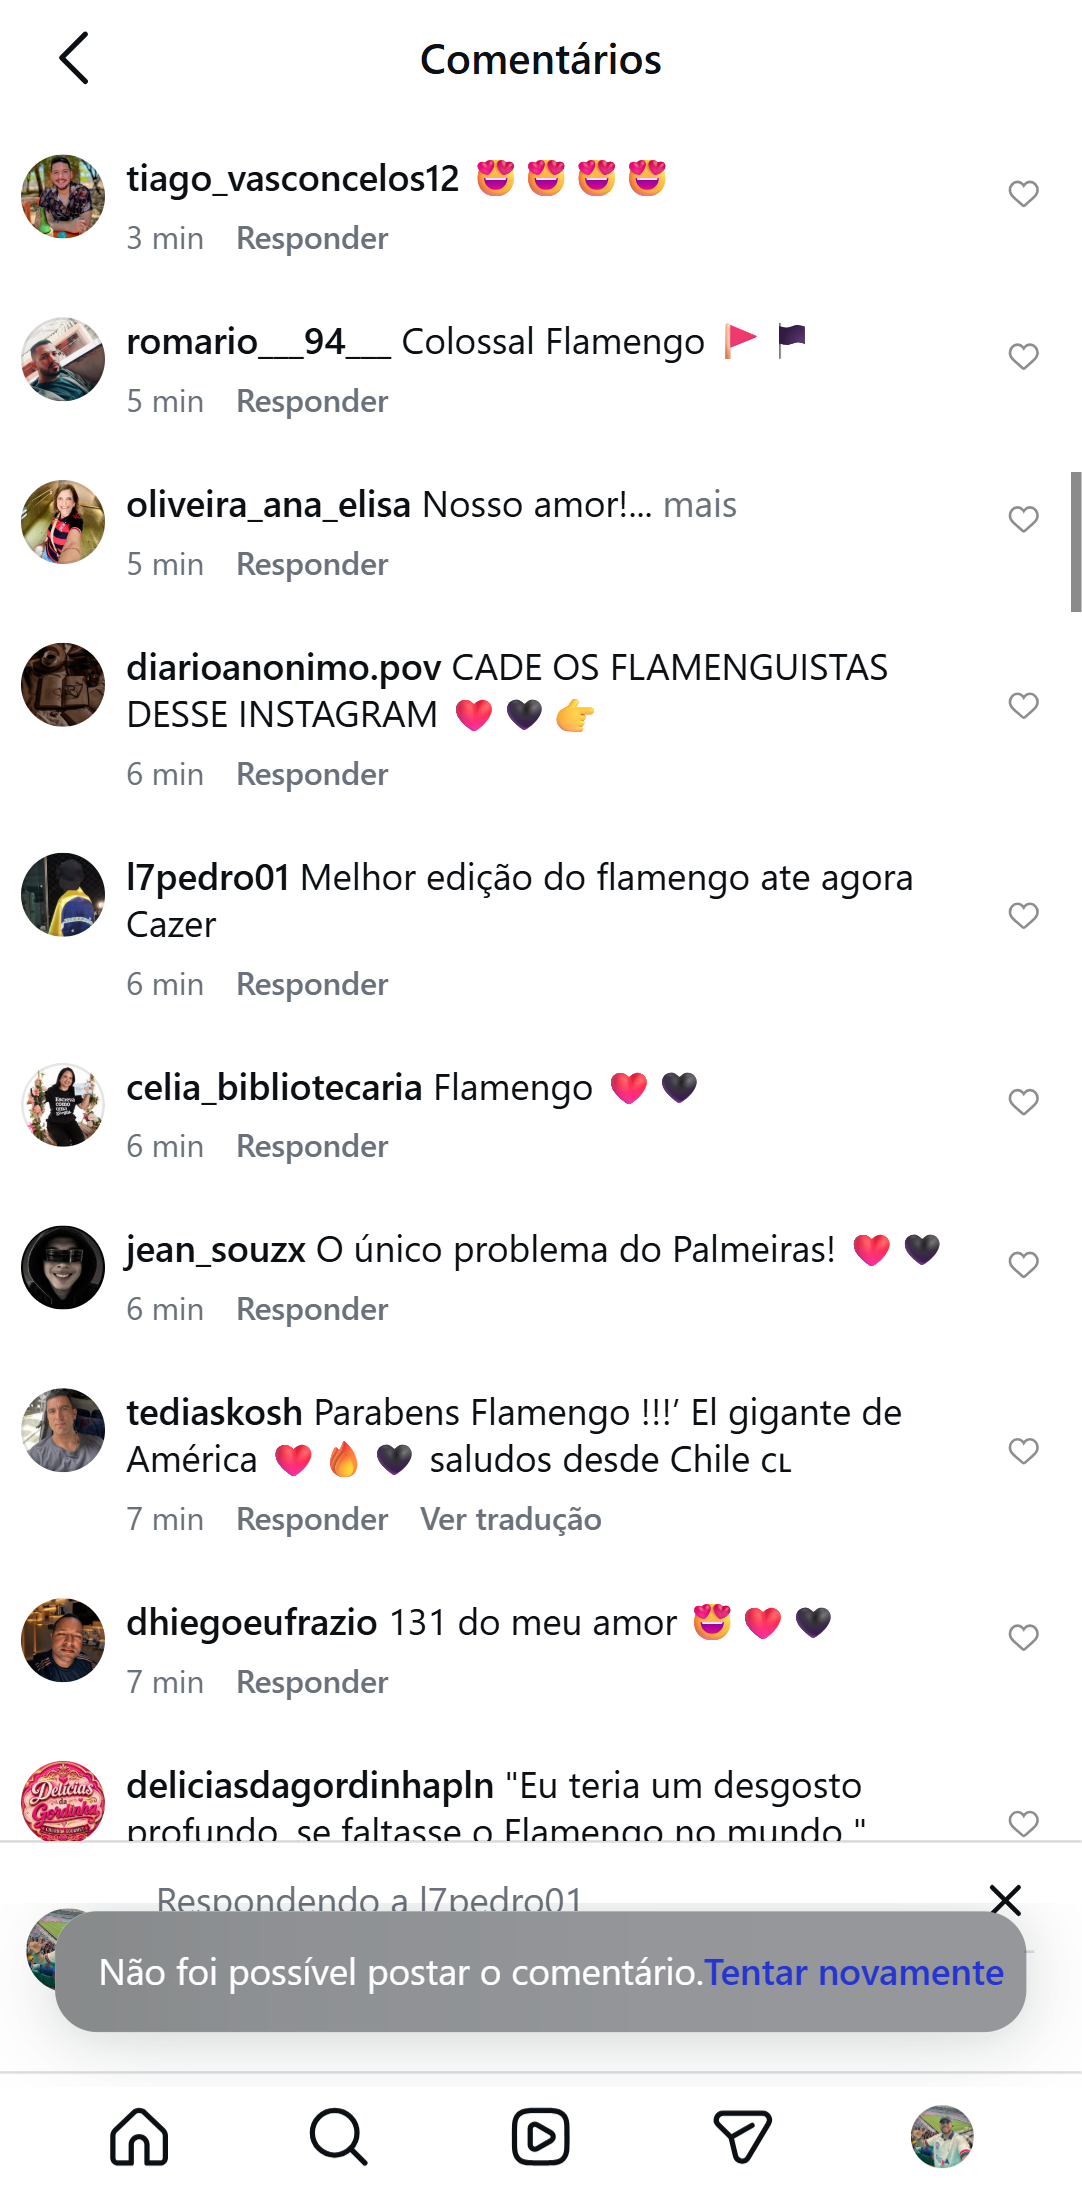 Comentários
tiago_vasconcelos12 😍😍😍😍
3 min Responder
romario___94___ Colossal Flamengo 🚩🏴
5 min Responder
oliveira_ana_elisa Nosso amor!... mais
5 min Responder
diarioanonimo.pov CADE OS FLAMENGUISTAS
DESSE INSTAGRAM ❤️🖤👉
6 min Responder
l7pedro01 Melhor edição do flamengo ate agora
Cazer
6 min Responder
celia_bibliotecaria Flamengo ❤️🖤
6 min Responder
jean_souzx O único problema do Palmeiras! ❤️🖤
6 min Responder
tediaskosh Parabens Flamengo !!!’ El gigante de
América ❤️🔥🖤 saludos desde Chile 🇨🇱
7 min Responder Ver tradução
dhiegoeufrazio 131 do meu amor 😍❤️🖤
7 min Responder
Delícias
da
Gordinha
deliciasdagordinhapln "Eu teria um desgosto
profundo, se faltasse o Flamengo no mundo."
Respondendo a l7pedro01
Não foi possível postar o comentário.Tentar novamente